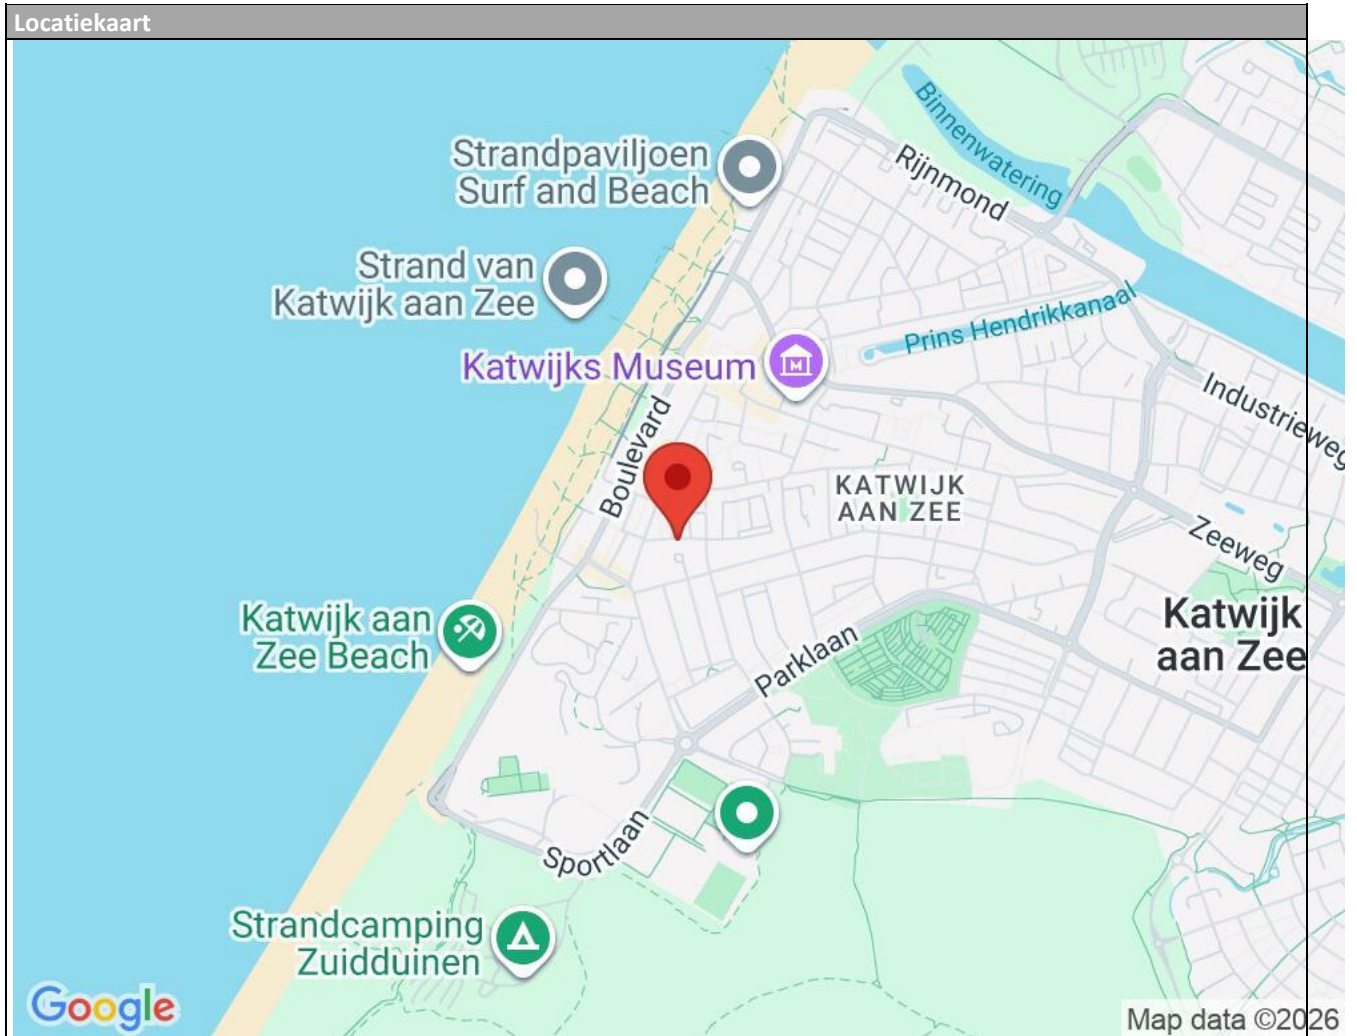 Locatiekaart
Binnenwatering
Strandpaviljoen
Surf and Beach
Rijnmond
Strand van
Katwijk aan Zee
Prins Hendrikkanaal
Katwijks Museum
Industrieweg
Boulevard
KATWIJK
AAN ZEE
Zeeweg
Katwijk aan
Zee Beach
Katwijk
aan Zee
Parklaan
Sportlaan
Strandcamping
Zuidduinen
Google
Map data ©2026